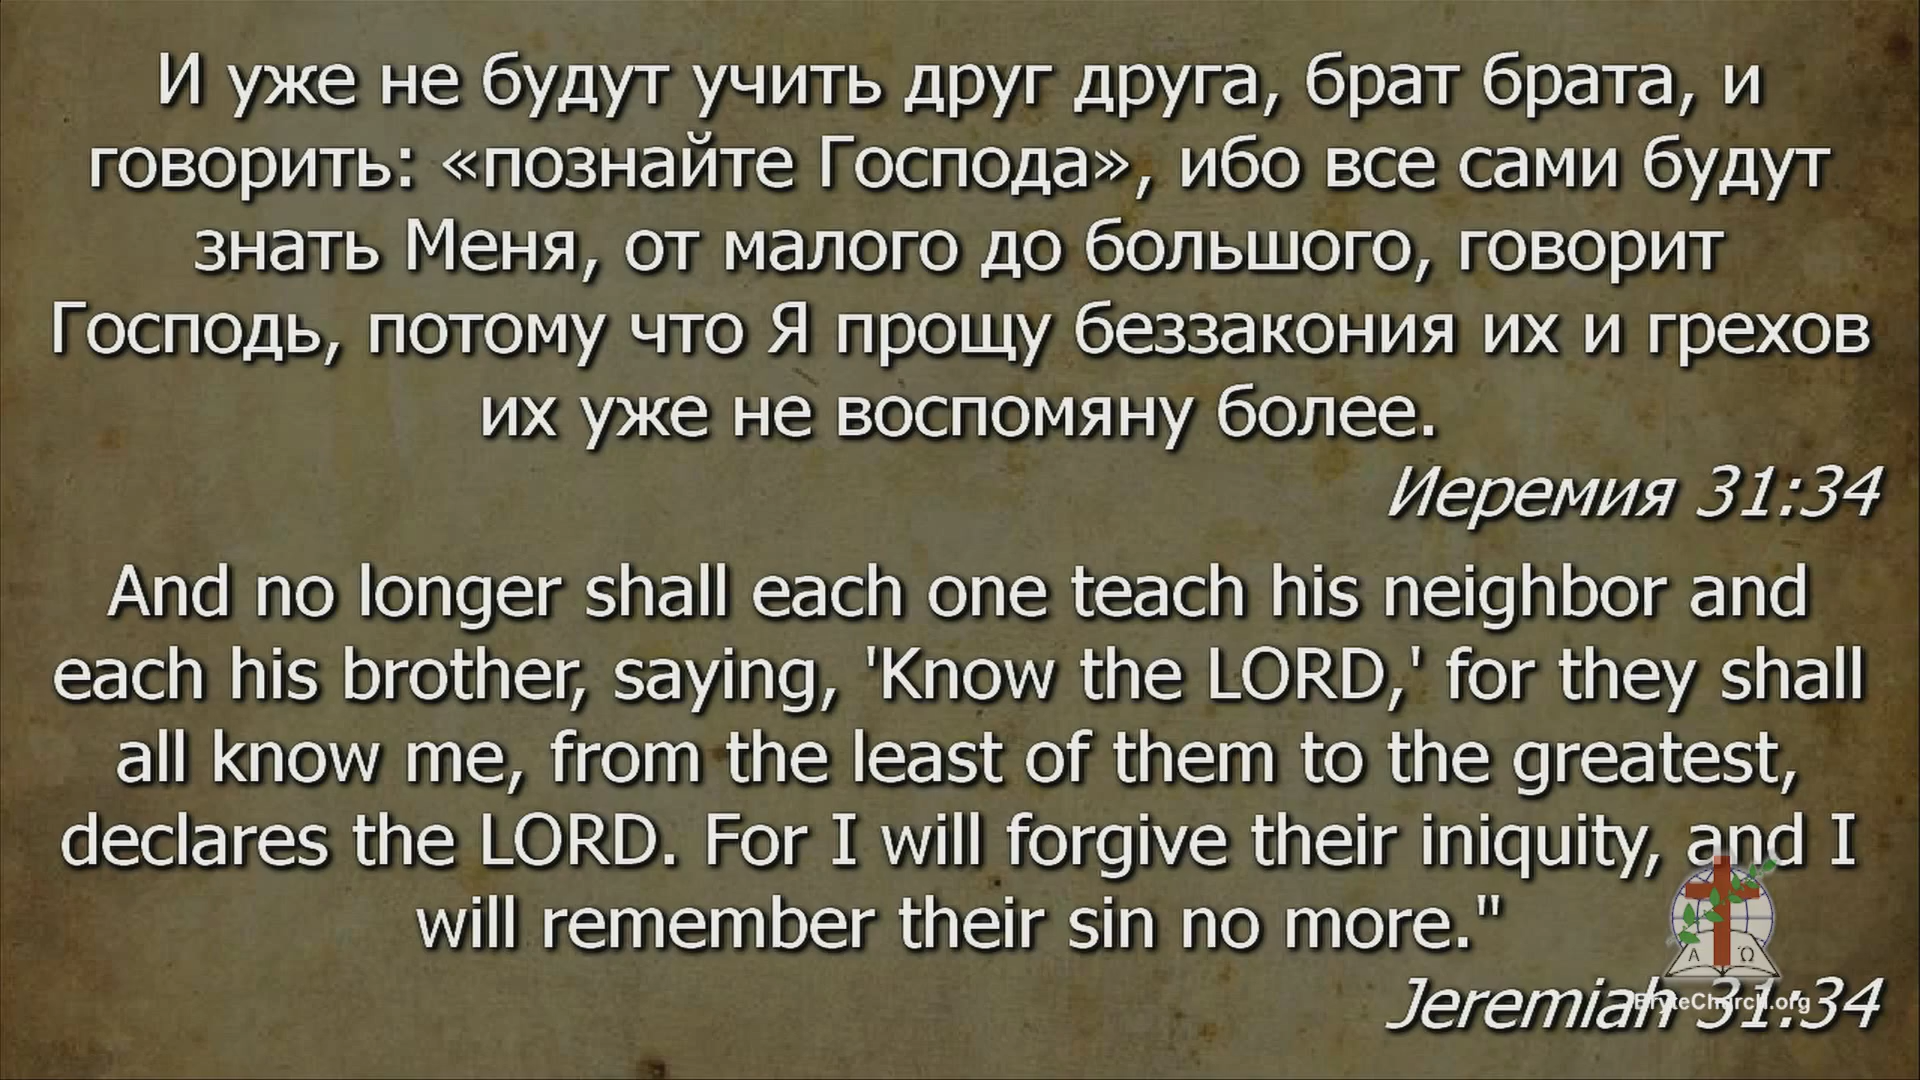 И уже не будут учить друг друга, брат брата, и
говорить: «познайте Господа», ибо все сами будут
знать Меня, от малого до большого, говорит
Господь, потому что Я прощу беззакония их и грехов
их уже не воспомяну более.
Иеремия 31:34
And no longer shall each one teach his neighbor and
each his brother, saying, 'Know the LORD,' for they shall
all know me, from the least of them to the greatest,
declares the LORD. For I will forgive their iniquity, and I
will remember their sin no more."
Α Ω
Jeremiah 31:34